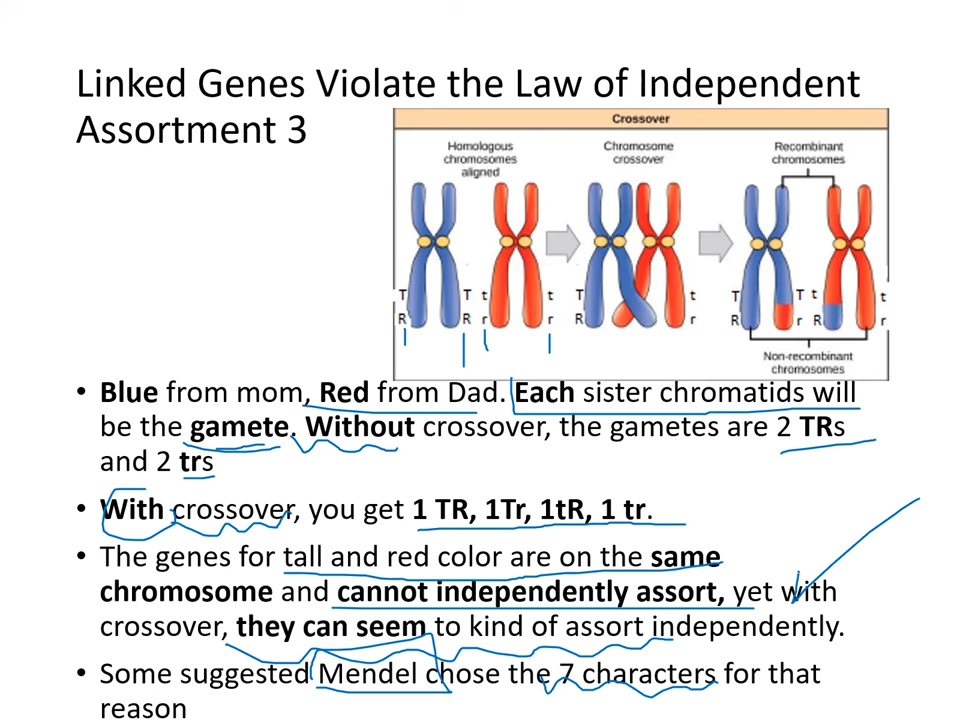 Linked Genes Violate the Law of Independent
Assortment 3
Crossover
Homologous
chromosomes
aligned
Chromosome
crossover
Recombinant
chromosomes
T T t t T t T T t t
R R r r R r R r R r
Non-recombinant
chromosomes
• Blue from mom, Red from Dad. Each sister chromatids will
be the gamete. Without crossover, the gametes are 2 TRs
and 2 trs
• With crossover, you get 1 TR, 1Tr, 1tR, 1 tr.
• The genes for tall and red color are on the same
chromosome and cannot independently assort, yet with
crossover, they can seem to kind of assort independently.
• Some suggested Mendel chose the 7 characters for that
reason